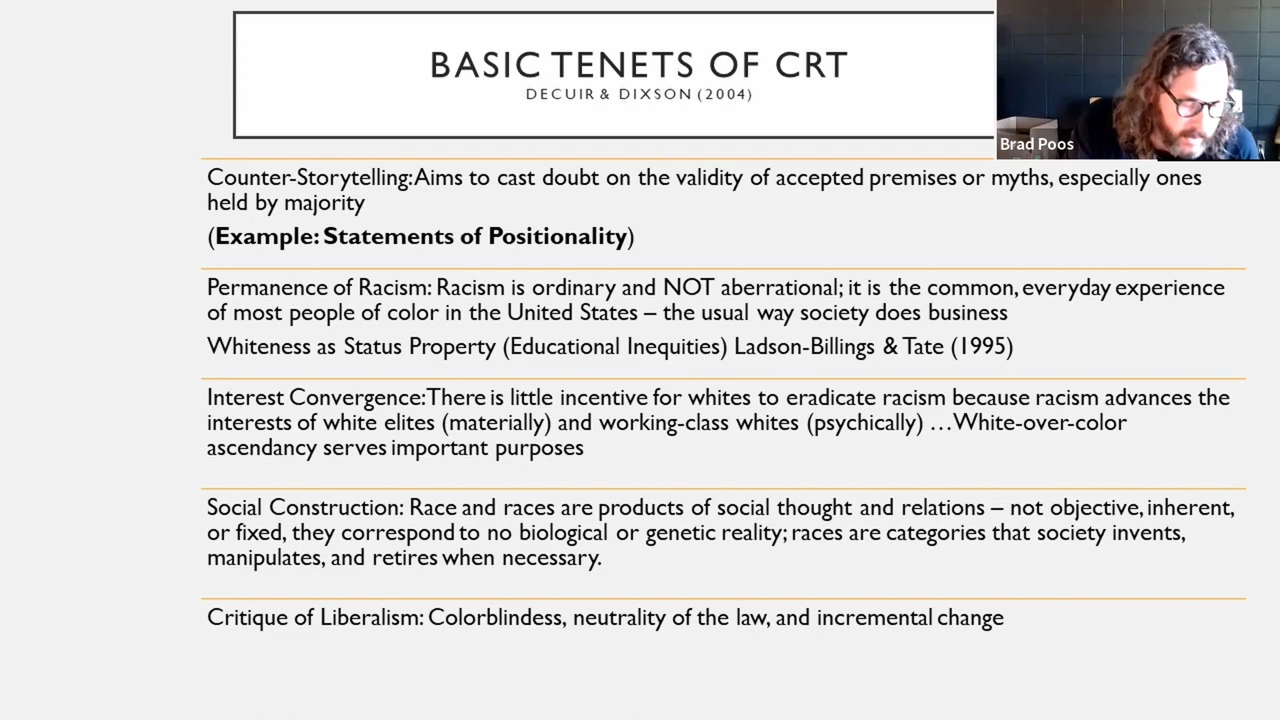 BASIC TENETS OF CRT
DECUIR & DIXSON (2004)
Brad Poos
Counter-Storytelling: Aims to cast doubt on the validity of accepted premises or myths, especially ones
held by majority
(Example: Statements of Positionality)
Permanence of Racism: Racism is ordinary and NOT aberrational; it is the common, everyday experience
of most people of color in the United States – the usual way society does business
Whiteness as Status Property (Educational Inequities) Ladson-Billings & Tate (1995)
Interest Convergence: There is little incentive for whites to eradicate racism because racism advances the
interests of white elites (materially) and working-class whites (psychically) …White-over-color
ascendancy serves important purposes
Social Construction: Race and races are products of social thought and relations – not objective, inherent,
or fixed, they correspond to no biological or genetic reality; races are categories that society invents,
manipulates, and retires when necessary.
Critique of Liberalism: Colorblindess, neutrality of the law, and incremental change